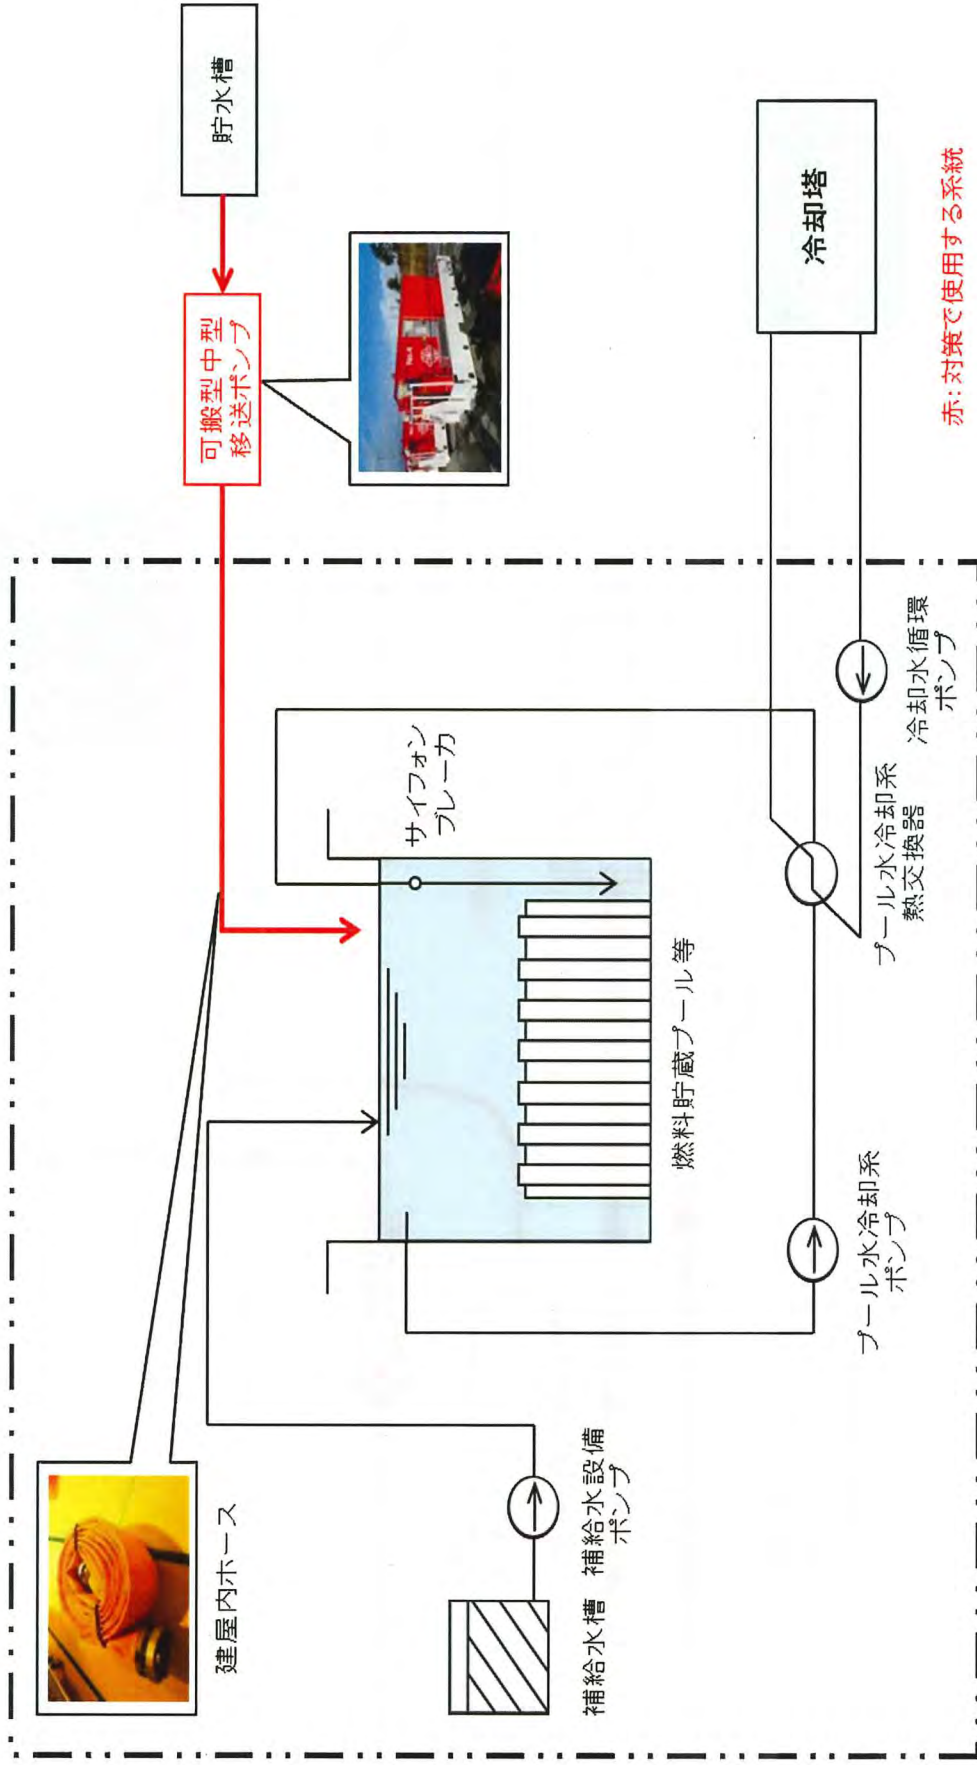 建屋内ホース
貯水槽
可搬型中型
移送ポンプ
補給水槽
補給水設備
ポンプ
サイフォン
ブレーカ
燃料貯蔵プール等
プール水冷却系
ポンプ
プール水冷却系
熱交換器
冷却水循環
ポンプ
冷却塔
赤:対策で使用する系統